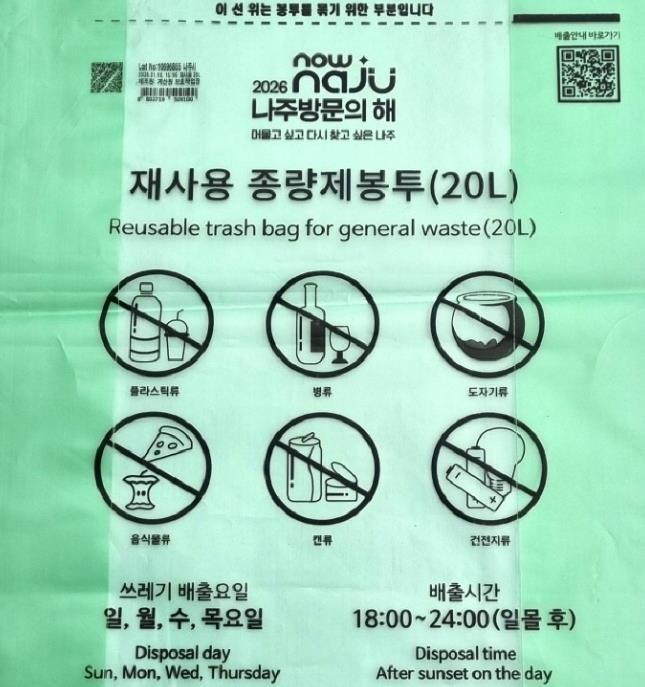 이 선 위는 봉투를 묶기 위한 부분입니다
배출안내 바로가기
now
2026 naju
나주방문의 해
머물고 싶고 다시 찾고 싶은 나주
재사용 종량제봉투(20L)
Reusable trash bag for general waste(20L)
플라스틱류 병류 도자기류
음식물류 캔류 건전지류
쓰레기 배출요일 배출시간
일, 월, 수, 목요일 18:00~24:00(일몰 후)
Disposal day Disposal time
Sun, Mon, Wed, Thursday After sunset on the day